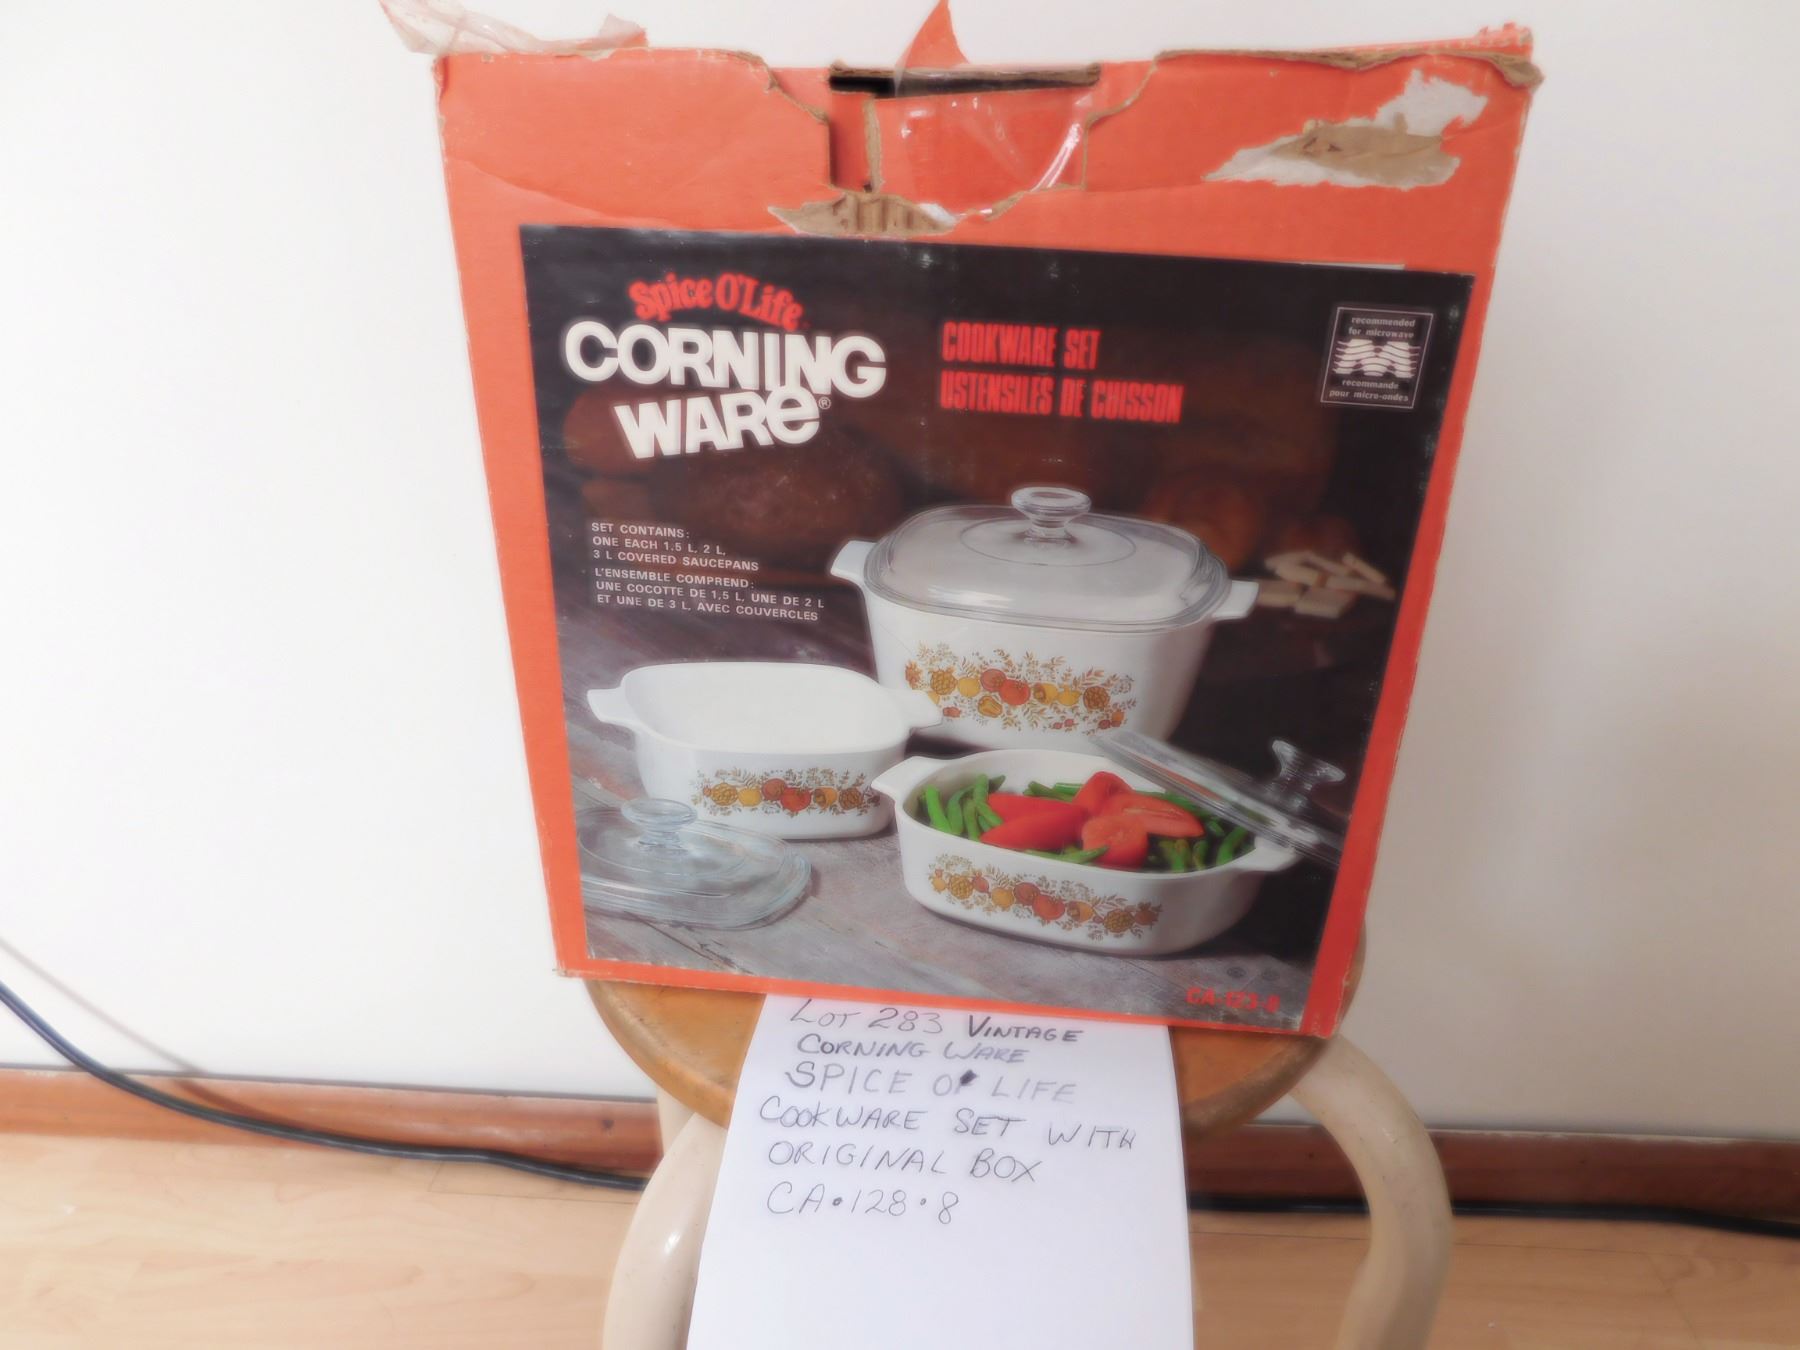 Spice O'Life
CORNING
WARe®
COOKWARE SET
USTENSILES DE CUISSON
recommended
for microwave
recommandé
pour micro-ondes
SET CONTAINS:
ONE EACH 1.5 L, 2 L,
3 L COVERED SAUCEPANS
L'ENSEMBLE COMPREND:
UNE COCOTTE DE 1,5 L, UNE DE 2 L
ET UNE DE 3 L, AVEC COUVERCLES
CA-123-8
LOT 283 VINTAGE
CORNING WARE
SPICE O' LIFE
COOKWARE SET WITH
ORIGINAL BOX
CA•128•8